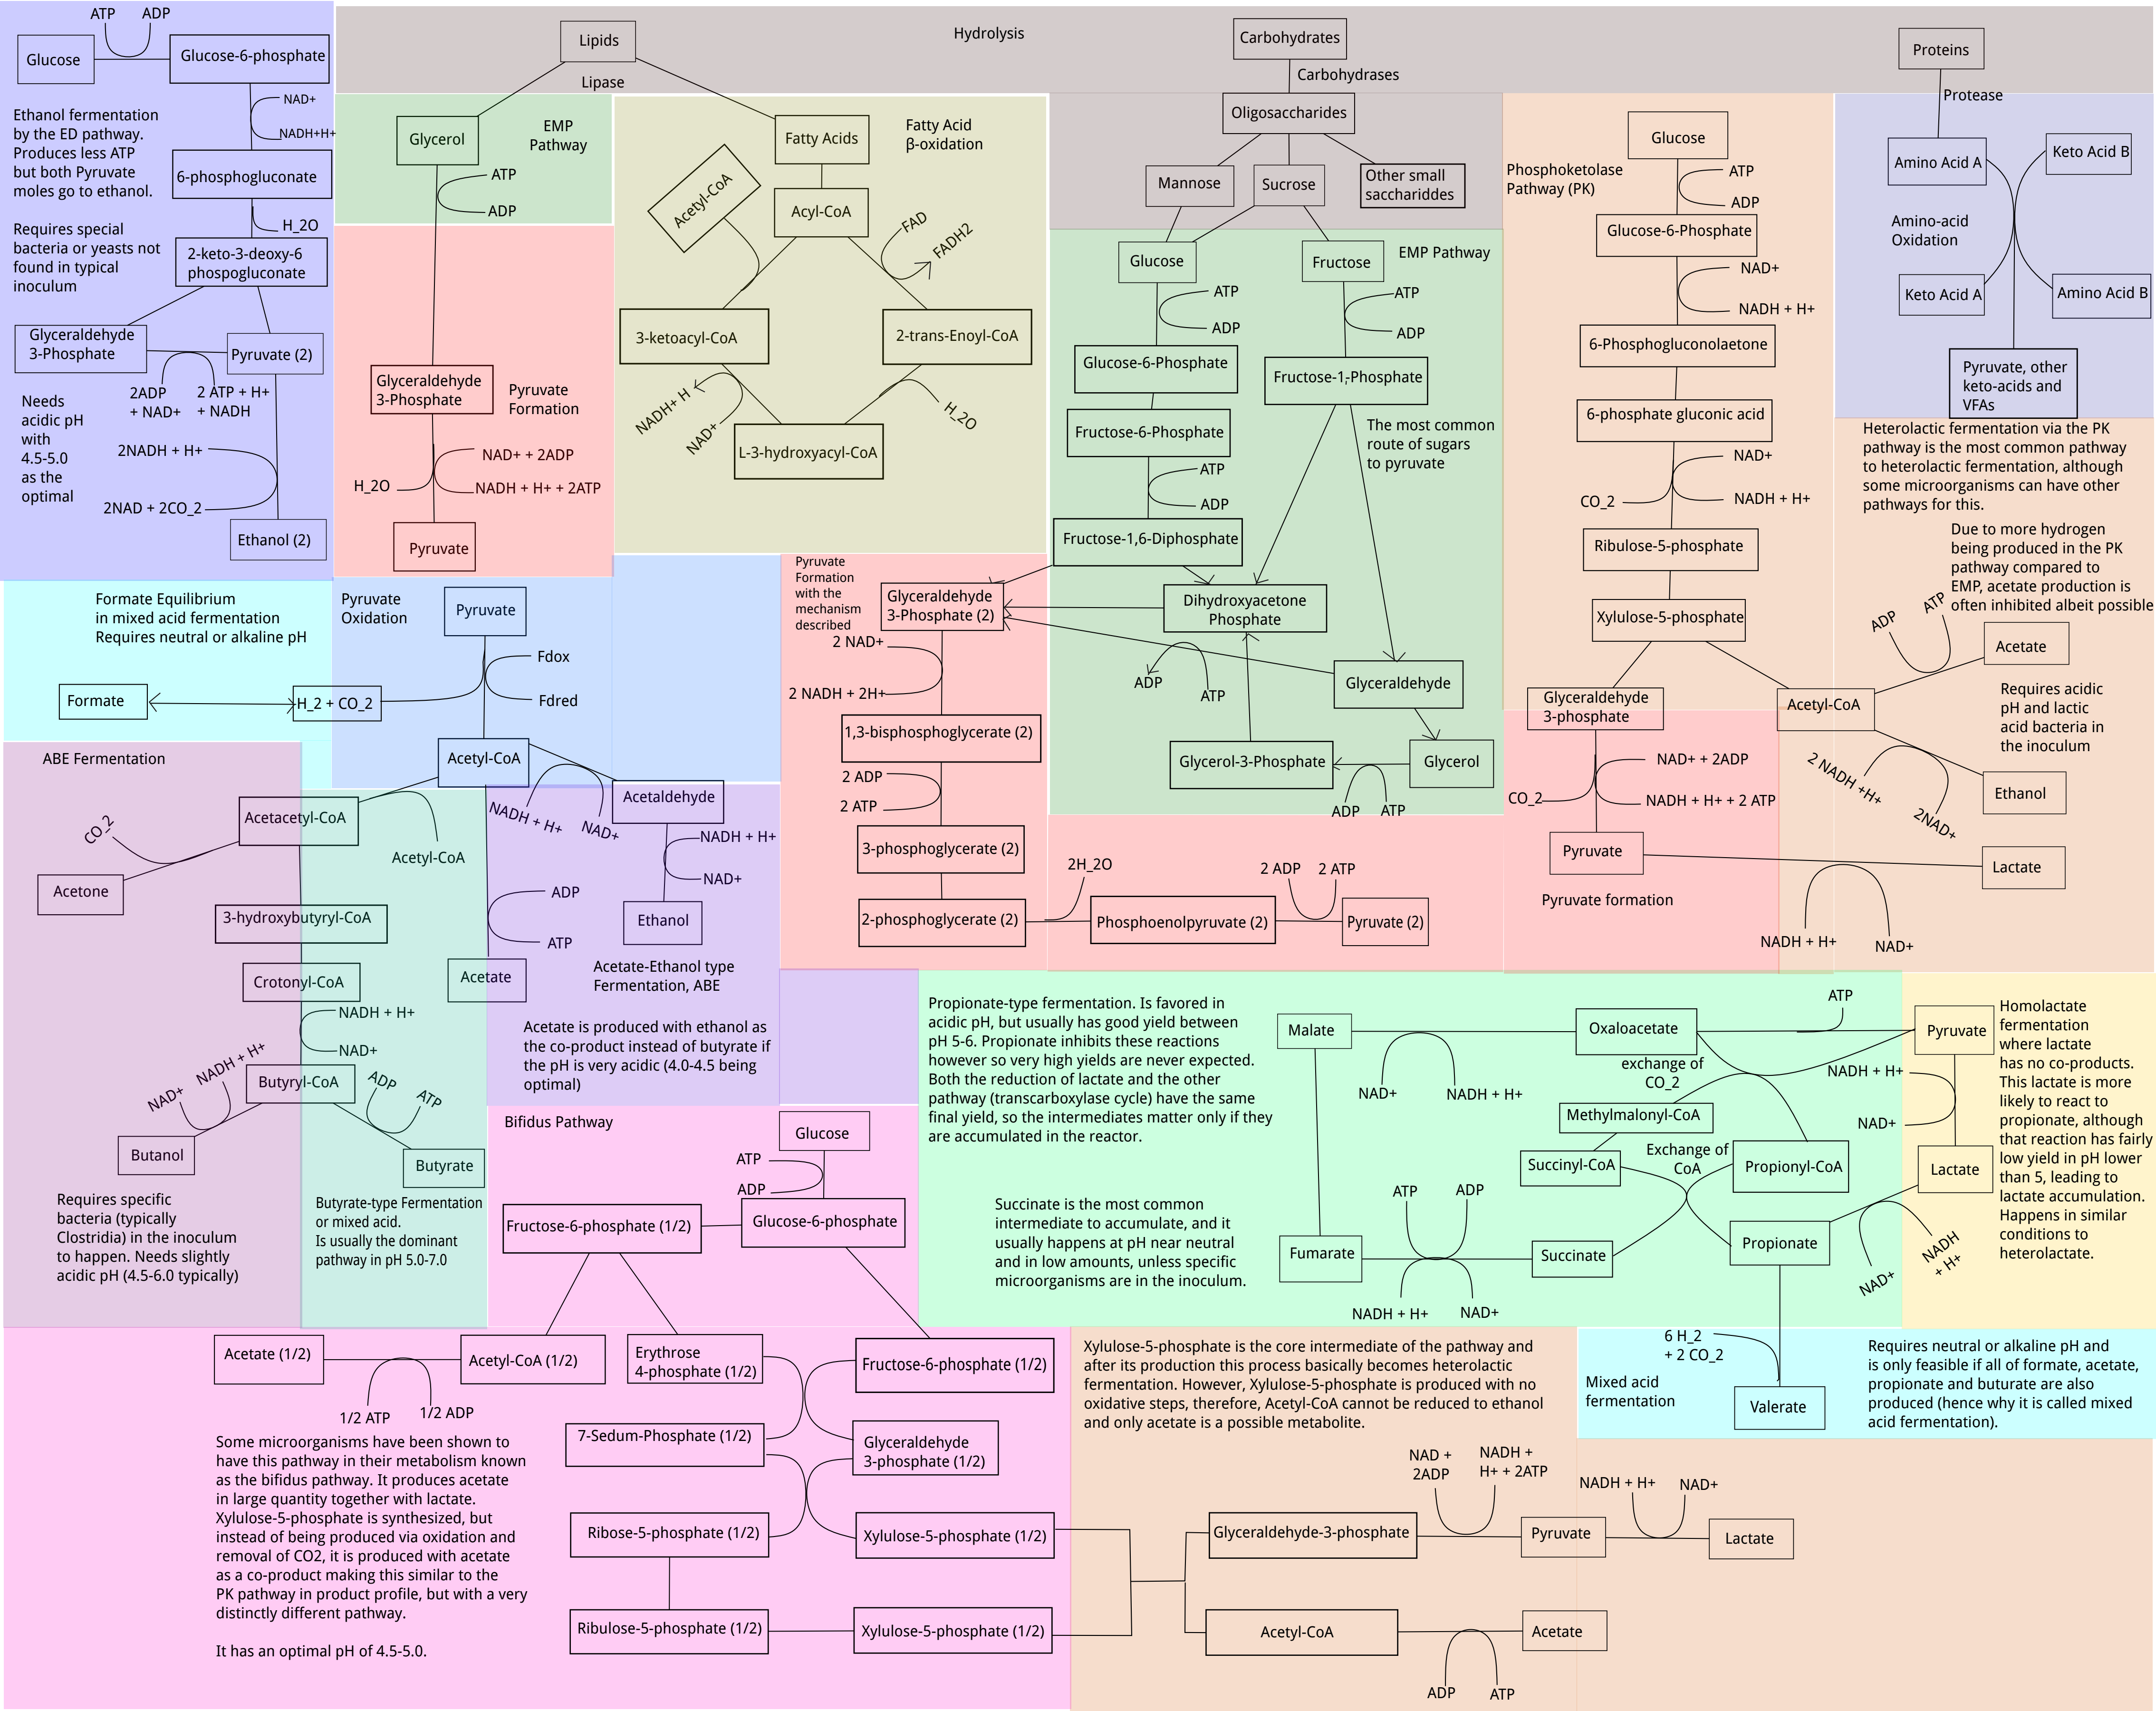 ATP
ADP
Glucose
Glucose-6-phosphate
NAD+
NADH+H+
Ethanol fermentation
by the ED pathway.
Produces less ATP
but both Pyruvate
moles go to ethanol.
6-phosphogluconate
H_2O
Requires special
bacteria or yeasts not
found in typical
inoculum
2-keto-3-deoxy-6
phospogluconate
Glyceraldehyde
3-Phosphate
Pyruvate (2)
2ADP
+ NAD+
2 ATP + H+
+ NADH
Needs
acidic pH
with
4.5-5.0
as the
optimal
2NADH + H+
2NAD + 2CO_2
Ethanol (2)
Hydrolysis
Lipids
Lipase
Carbohydrates
Carbohydrases
Proteins
Protease
Glycerol
EMP
Pathway
ATP
ADP
Glyceraldehyde
3-Phosphate
Pyruvate
Formation
NAD+ + 2ADP
H_2O
NADH + H+ + 2ATP
Pyruvate
Fatty Acids
Fatty Acid
β-oxidation
Acetyl-CoA
Acyl-CoA
FAD
FADH2
3-ketoacyl-CoA
2-trans-Enoyl-CoA
NADH+ H
NAD+
H_2O
L-3-hydroxyacyl-CoA
Oligosaccharides
Mannose
Sucrose
Other small
sacchariddes
Glucose
Fructose
EMP Pathway
ATP
ADP
ATP
ADP
Glucose-6-Phosphate
Fructose-1,-Phosphate
Fructose-6-Phosphate
The most common
route of sugars
to pyruvate
ATP
ADP
Fructose-1,6-Diphosphate
Dihydroxyacetone
Phosphate
ADP
ATP
Glyceraldehyde
Glycerol-3-Phosphate
Glycerol
ADP
ATP
Phosphoketolase
Pathway (PK)
Glucose
ATP
ADP
Glucose-6-Phosphate
NAD+
NADH + H+
6-Phosphogluconolaetone
6-phosphate gluconic acid
NAD+
CO_2
NADH + H+
Ribulose-5-phosphate
Xylulose-5-phosphate
Glyceraldehyde
3-phosphate
Acetyl-CoA
Amino Acid A
Keto Acid B
Amino-acid
Oxidation
Keto Acid A
Amino Acid B
Pyruvate, other
keto-acids and
VFAs
Heterolactic fermentation via the PK
pathway is the most common pathway
to heterolactic fermentation, although
some microorganisms can have other
pathways for this.
Due to more hydrogen
being produced in the PK
pathway compared to
EMP, acetate production is
often inhibited albeit possible
ADP
ATP
Acetate
Requires acidic
pH and lactic
acid bacteria in
the inoculum
2 NADH +H+
2NAD+
Ethanol
NAD+ + 2ADP
CO_2
NADH + H+ + 2 ATP
Pyruvate
Lactate
Pyruvate formation
NADH + H+
NAD+
Formate Equilibrium
in mixed acid fermentation
Requires neutral or alkaline pH
Formate
H_2 + CO_2
Pyruvate
Oxidation
Pyruvate
Fdox
Fdred
Acetyl-CoA
Pyruvate
Formation
with the
mechanism
described
Glyceraldehyde
3-Phosphate (2)
2 NAD+
2 NADH + 2H+
1,3-bisphosphoglycerate (2)
2 ADP
2 ATP
3-phosphoglycerate (2)
2-phosphoglycerate (2)
2H_2O
Phosphoenolpyruvate (2)
2 ADP
2 ATP
Pyruvate (2)
ABE Fermentation
CO_2
Acetacetyl-CoA
Acetyl-CoA
Acetone
3-hydroxybutyryl-CoA
Crotonyl-CoA
NADH + H+
NAD+
Butyryl-CoA
NAD+
NADH + H+
ADP
ATP
Butanol
Butyrate
Requires specific
bacteria (typically
Clostridia) in the inoculum
to happen. Needs slightly
acidic pH (4.5-6.0 typically)
Butyrate-type Fermentation
or mixed acid.
Is usually the dominant
pathway in pH 5.0-7.0
NADH + H+
NAD+
Acetaldehyde
NADH + H+
NAD+
ADP
ATP
Ethanol
Acetate
Acetate-Ethanol type
Fermentation, ABE
Acetate is produced with ethanol as
the co-product instead of butyrate if
the pH is very acidic (4.0-4.5 being
optimal)
Propionate-type fermentation. Is favored in
acidic pH, but usually has good yield between
pH 5-6. Propionate inhibits these reactions
however so very high yields are never expected.
Both the reduction of lactate and the other
pathway (transcarboxylase cycle) have the same
final yield, so the intermediates matter only if they
are accumulated in the reactor.
Succinate is the most common
intermediate to accumulate, and it
usually happens at pH near neutral
and in low amounts, unless specific
microorganisms are in the inoculum.
Malate
NAD+
NADH + H+
Oxaloacetate
ATP
exchange of
CO_2
Methylmalonyl-CoA
Succinyl-CoA
Exchange of
CoA
Propionyl-CoA
Fumarate
ATP
ADP
NADH + H+
NAD+
Succinate
Propionate
Pyruvate
NADH + H+
NAD+
Lactate
NAD+
NADH
+ H+
Homolactate
fermentation
where lactate
has no co-products.
This lactate is more
likely to react to
propionate, although
that reaction has fairly
low yield in pH lower
than 5, leading to
lactate accumulation.
Happens in similar
conditions to
heterolactate.
6 H_2
+ 2 CO_2
Mixed acid
fermentation
Valerate
Requires neutral or alkaline pH and
is only feasible if all of formate, acetate,
propionate and buturate are also
produced (hence why it is called mixed
acid fermentation).
Bifidus Pathway
Glucose
ATP
ADP
Fructose-6-phosphate (1/2)
Glucose-6-phosphate
Acetate (1/2)
Acetyl-CoA (1/2)
1/2 ATP
1/2 ADP
Erythrose
4-phosphate (1/2)
Fructose-6-phosphate (1/2)
7-Sedum-Phosphate (1/2)
Glyceraldehyde
3-phosphate (1/2)
Ribose-5-phosphate (1/2)
Xylulose-5-phosphate (1/2)
Ribulose-5-phosphate (1/2)
Xylulose-5-phosphate (1/2)
Some microorganisms have been shown to
have this pathway in their metabolism known
as the bifidus pathway. It produces acetate
in large quantity together with lactate.
Xylulose-5-phosphate is synthesized, but
instead of being produced via oxidation and
removal of CO2, it is produced with acetate
as a co-product making this similar to the
PK pathway in product profile, but with a very
distinctly different pathway.
It has an optimal pH of 4.5-5.0.
Xylulose-5-phosphate is the core intermediate of the pathway and
after its production this process basically becomes heterolactic
fermentation. However, Xylulose-5-phosphate is produced with no
oxidative steps, therefore, Acetyl-CoA cannot be reduced to ethanol
and only acetate is a possible metabolite.
NAD +
2ADP
NADH +
H+ + 2ATP
NADH + H+
NAD+
Glyceraldehyde-3-phosphate
Pyruvate
Lactate
Acetyl-CoA
Acetate
ADP
ATP